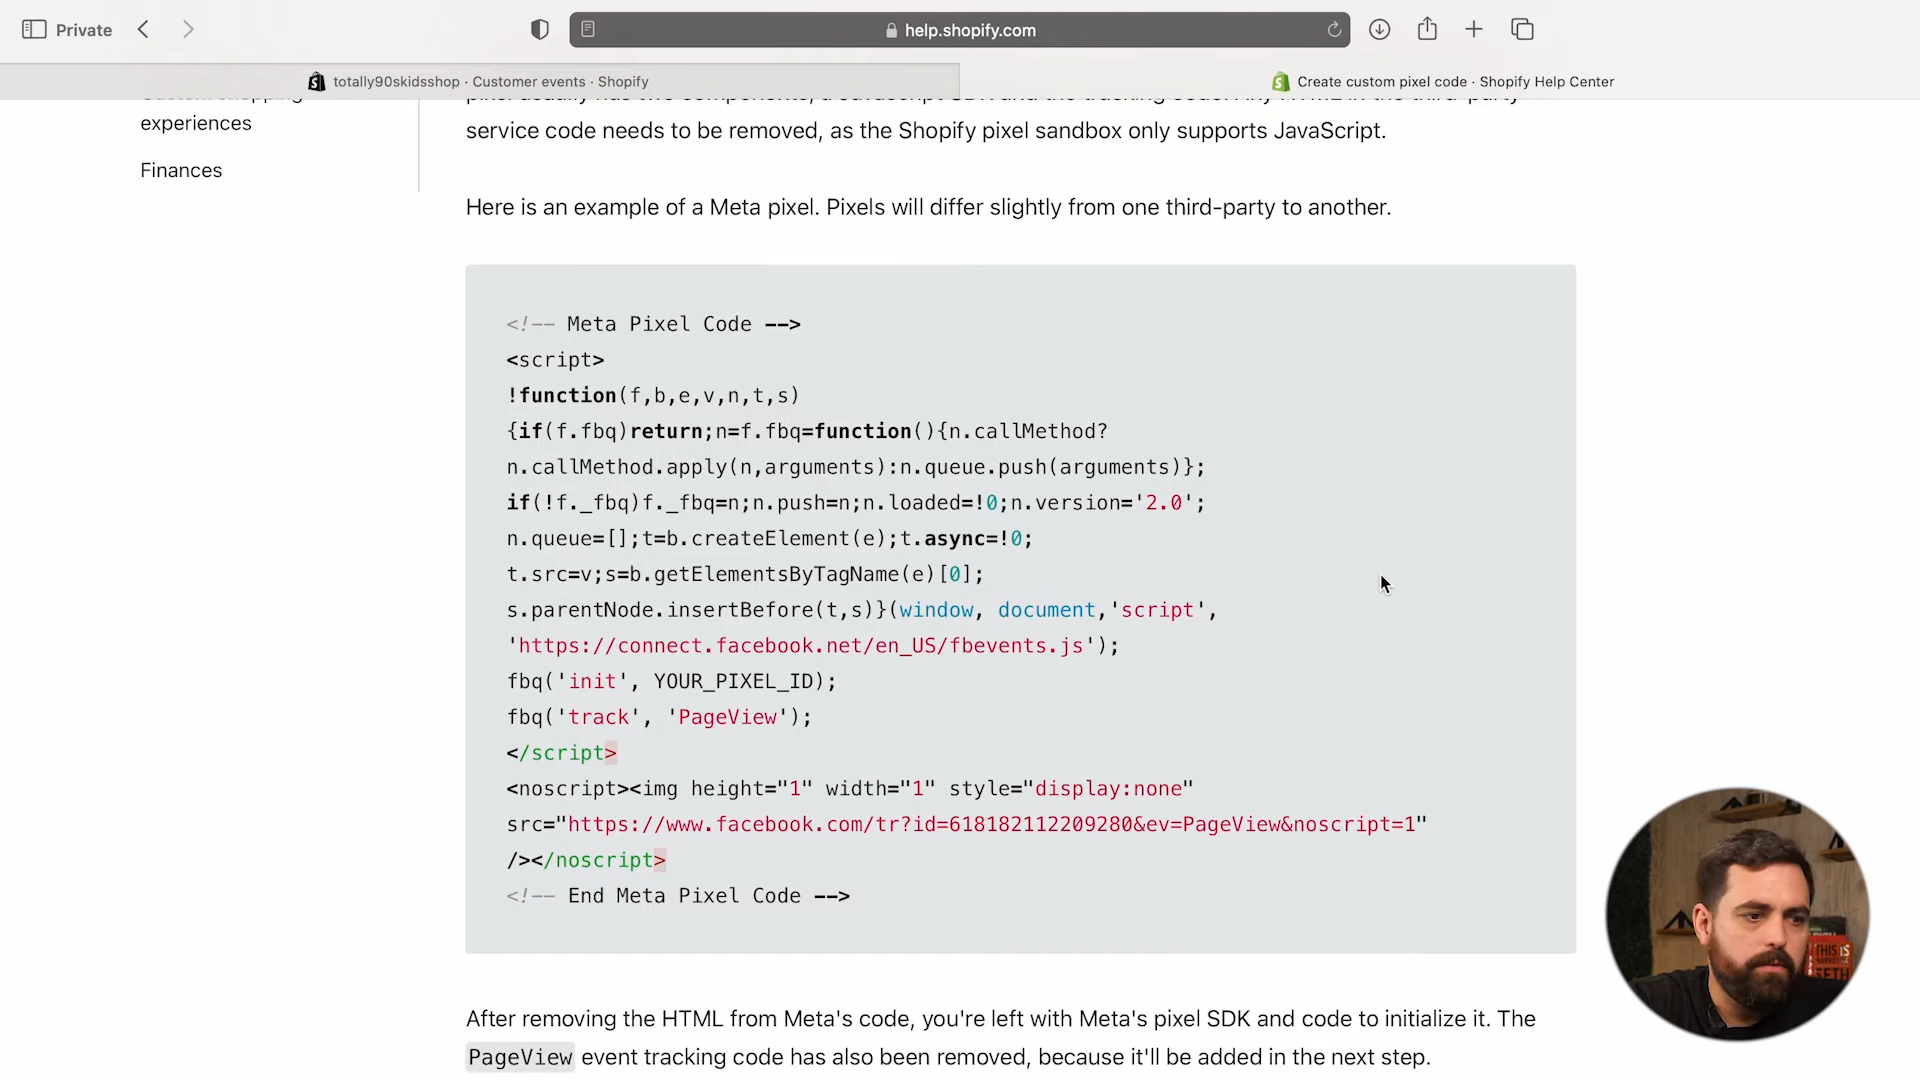 Private
help.shopify.com
totally90skidsshop · Customer events · Shopify
Create custom pixel code · Shopify Help Center
experiences
Finances
service code needs to be removed, as the Shopify pixel sandbox only supports JavaScript.
Here is an example of a Meta pixel. Pixels will differ slightly from one third-party to another.
<!-- Meta Pixel Code -->
<script>
!function(f,b,e,v,n,t,s)
{if(f.fbq)return;n=f.fbq=function(){n.callMethod?
n.callMethod.apply(n,arguments):n.queue.push(arguments)};
if(!f._fbq)f._fbq=n;n.push=n;n.loaded=!0;n.version='2.0';
n.queue=[];t=b.createElement(e);t.async=!0;
t.src=v;s=b.getElementsByTagName(e)[0];
s.parentNode.insertBefore(t,s)}(window, document,'script',
'https://connect.facebook.net/en_US/fbevents.js');
fbq('init', YOUR_PIXEL_ID);
fbq('track', 'PageView');
</script>
<noscript><img height="1" width="1" style="display:none"
src="https://www.facebook.com/tr?id=618182112209280&ev=PageView&noscript=1"
/></noscript>
<!-- End Meta Pixel Code -->
THIS IS
SETH
After removing the HTML from Meta's code, you're left with Meta's pixel SDK and code to initialize it. The
PageView event tracking code has also been removed, because it'll be added in the next step.